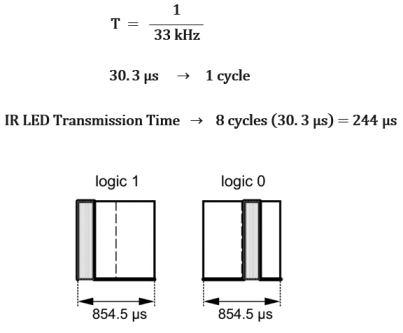 T = 1 / 33 kHz
30.3 μs → 1 cycle
IR LED Transmission Time → 8 cycles (30. 3 μs) = 244 μs
logic 1 logic 0
854.5 μs 854.5 μs